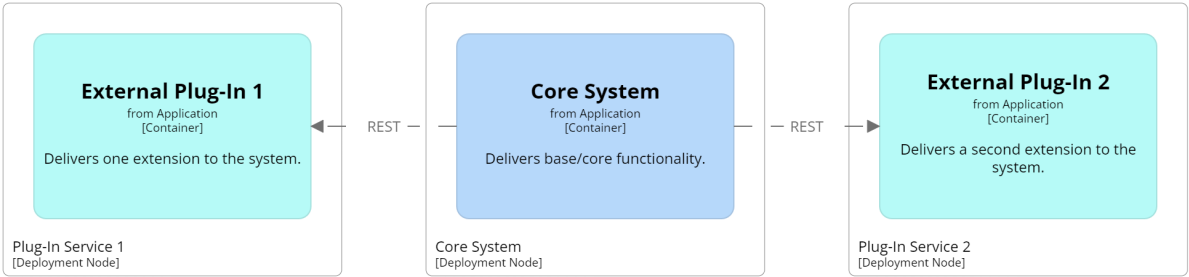 External Plug-In 1
from Application
[Container]
Delivers one extension to the system.
Plug-In Service 1
[Deployment Node]
REST
Core System
from Application
[Container]
Delivers base/core functionality.
Core System
[Deployment Node]
REST
External Plug-In 2
from Application
[Container]
Delivers a second extension to the
system.
Plug-In Service 2
[Deployment Node]